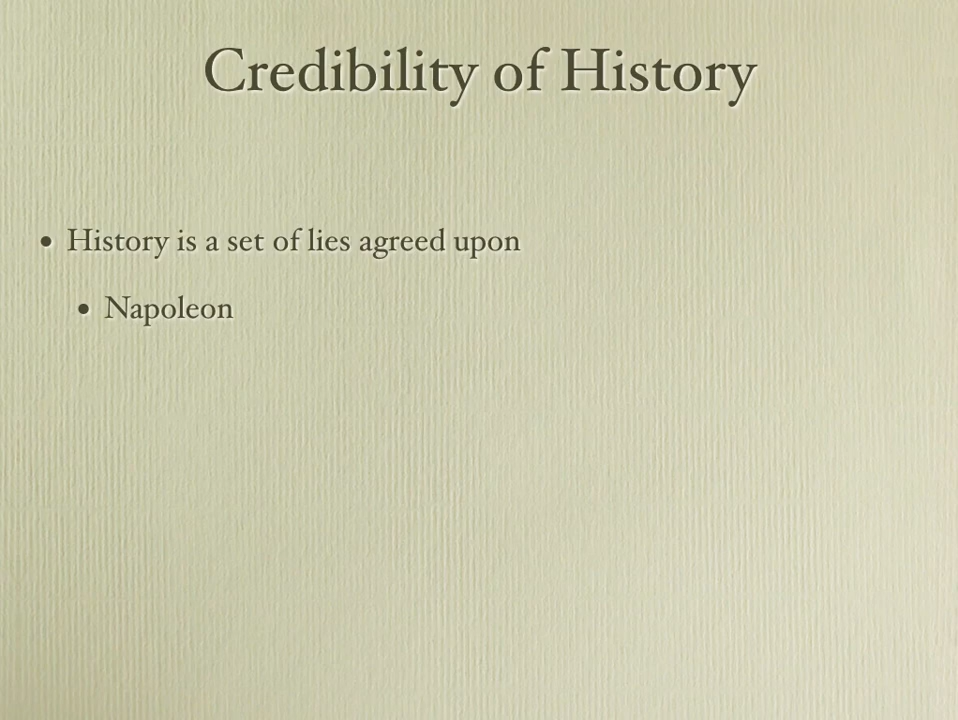 Credibility of History
• History is a set of lies agreed upon
• Napoleon